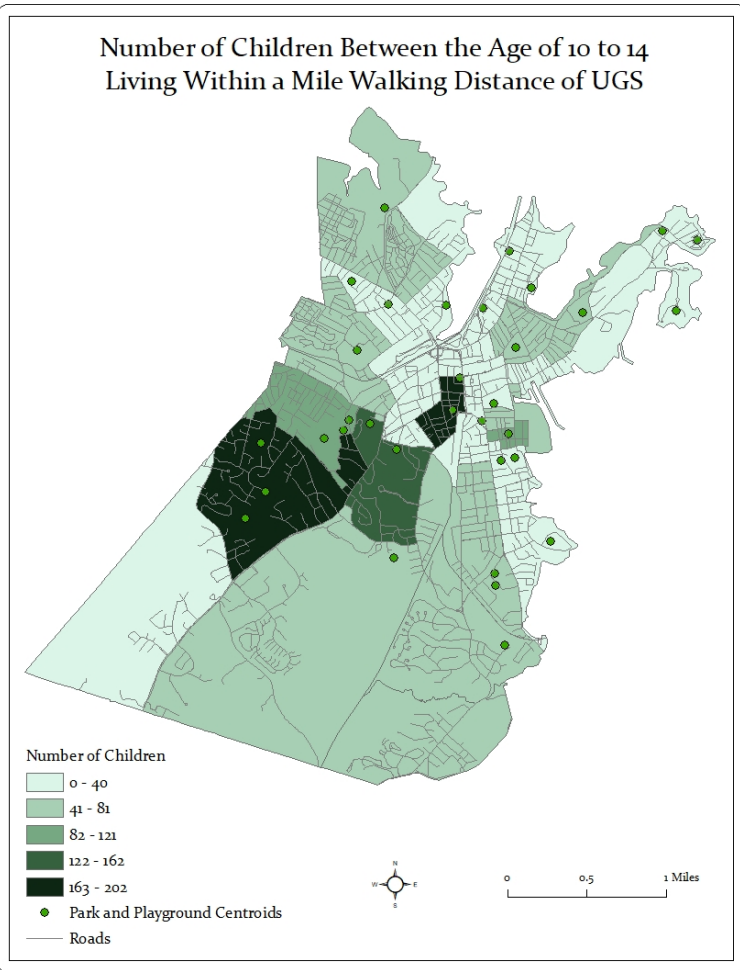 Number of Children Between the Age of 10 to 14
Living Within a Mile Walking Distance of UGS
Number of Children
0 - 40
41 - 81
82 - 121
122 - 162
163 - 202
Park and Playground Centroids
Roads
N
W
E
S
0 0.5 1 Miles